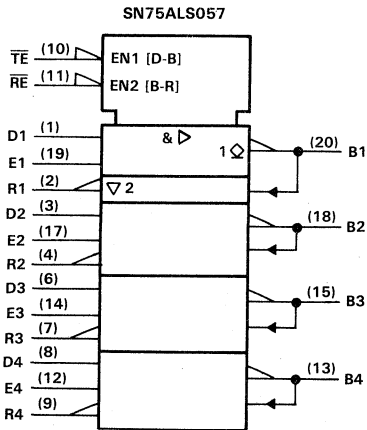 SN75ALS057
TE (10) EN1 [D-B]
RE (11) EN2 [B-R]
D1 (1) & ▷
1 ◇ (20) B1
E1 (19)
R1 (2) ▽ 2
D2 (3)
(18) B2
E2 (17)
R2 (4)
D3 (6)
(15) B3
E3 (14)
R3 (7)
D4 (8)
(13) B4
E4 (12)
R4 (9)